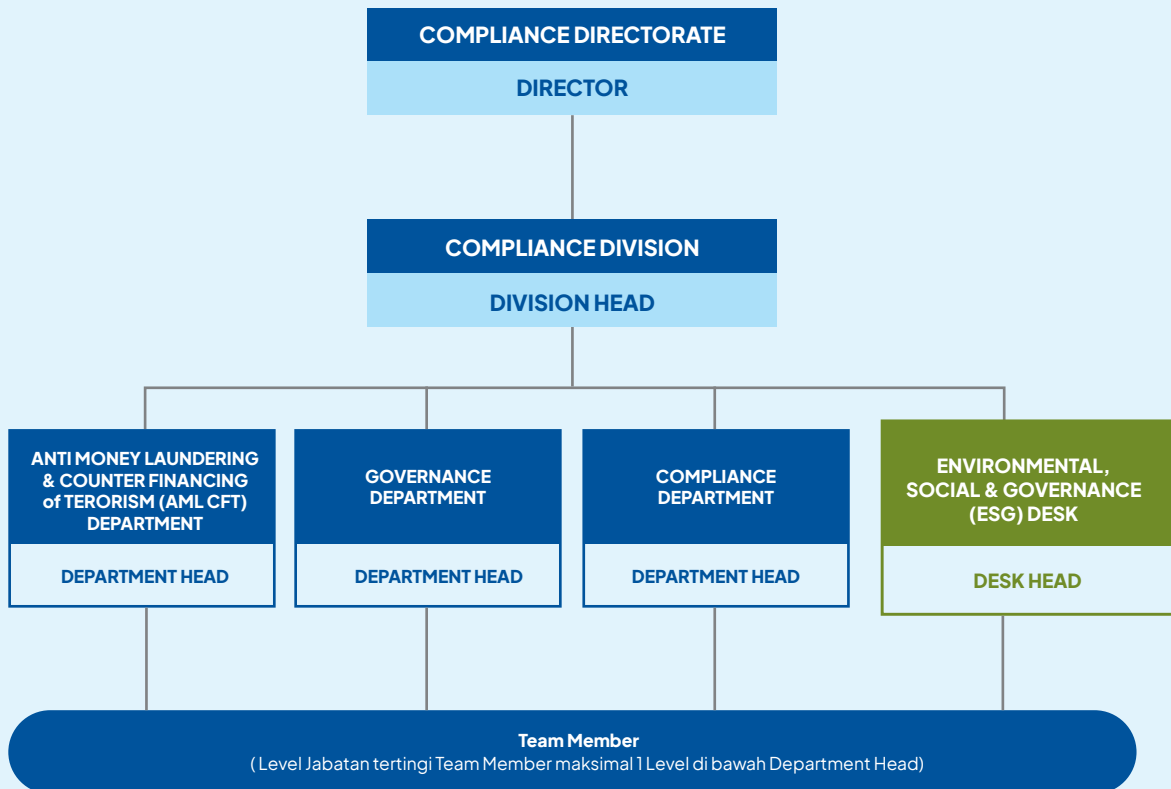 COMPLIANCE DIRECTORATE
DIRECTOR
COMPLIANCE DIVISION
DIVISION HEAD
ANTI MONEY LAUNDERING
& COUNTER FINANCING
of TERORISM (AML CFT)
DEPARTMENT
DEPARTMENT HEAD
GOVERNANCE
DEPARTMENT
DEPARTMENT HEAD
COMPLIANCE
DEPARTMENT
DEPARTMENT HEAD
ENVIRONMENTAL,
SOCIAL & GOVERNANCE
(ESG) DESK
DESK HEAD
Team Member
( Level Jabatan tertingi Team Member maksimal 1 Level di bawah Department Head)